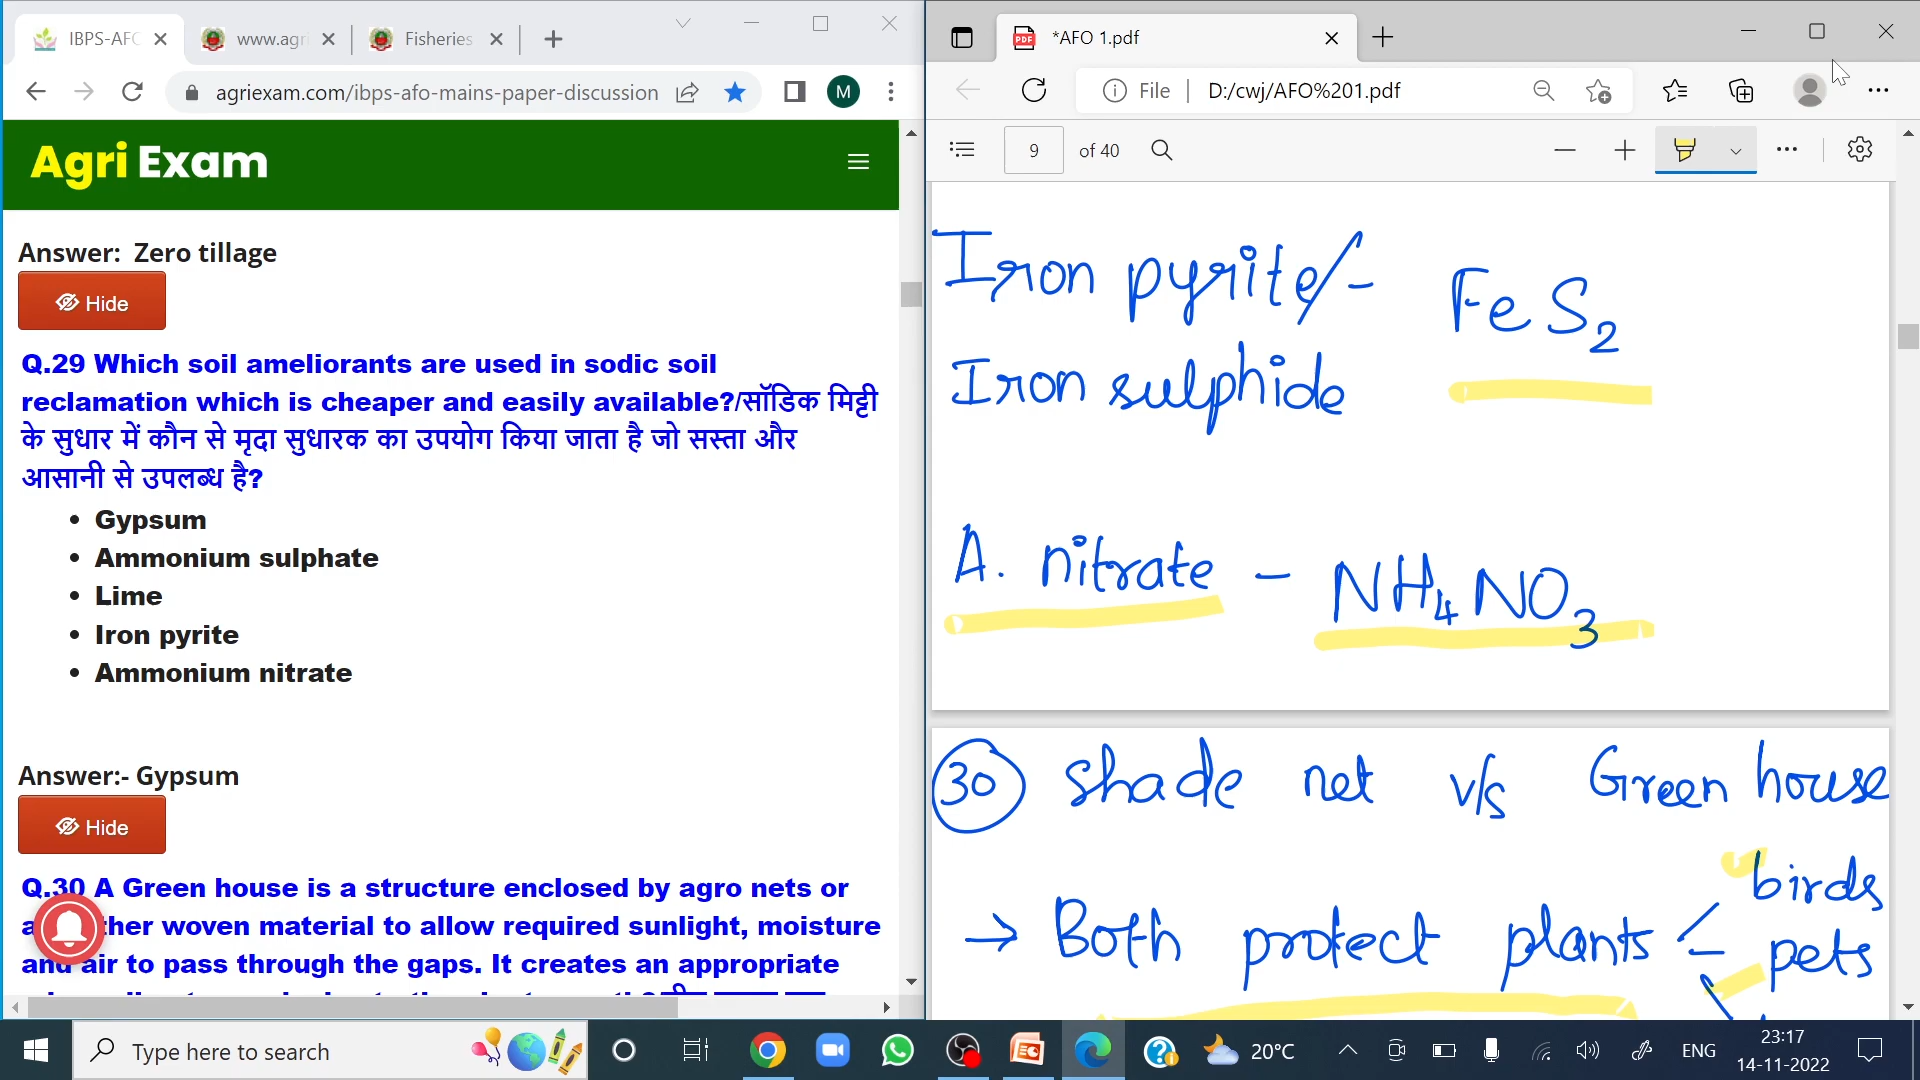 IBPS-AFC
www.agri
Fisheries
agriexam.com/ibps-afo-mains-paper-discussion
M
Agri Exam
Answer: Zero tillage
Hide
Q.29 Which soil ameliorants are used in sodic soil
reclamation which is cheaper and easily available?/सॉडिक मिट्टी
के सुधार में कौन से मृदा सुधारक का उपयोग किया जाता है जो सस्ता और
आसानी से उपलब्ध है?
Gypsum
Ammonium sulphate
Lime
Iron pyrite
Ammonium nitrate
Answer:- Gypsum
Hide
Q.30 A Green house is a structure enclosed by agro nets or
ther woven material to allow required sunlight, moisture
and air to pass through the gaps. It creates an appropriate
*AFO 1.pdf
File
D:/cwj/AFO%201.pdf
9 of 40
Iron pyrite/- FeS2
Iron sulphide
A. nitrate - NH4NO3
30 Shade net v/s Green house
birds
→ Both protect plants
- pets
Type here to search
20°C
ENG
23:17
14-11-2022